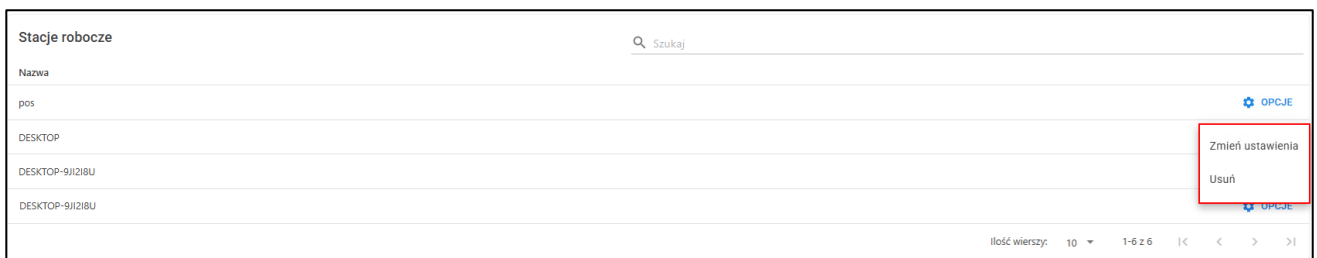 Stacje robocze
Szukaj
Nazwa
pos OPCJE
DESKTOP
Zmień ustawienia
DESKTOP-9JI2I8U
Usuń
DESKTOP-9JI2I8U OPCJE
Ilość wierszy: 10 1-6 z 6